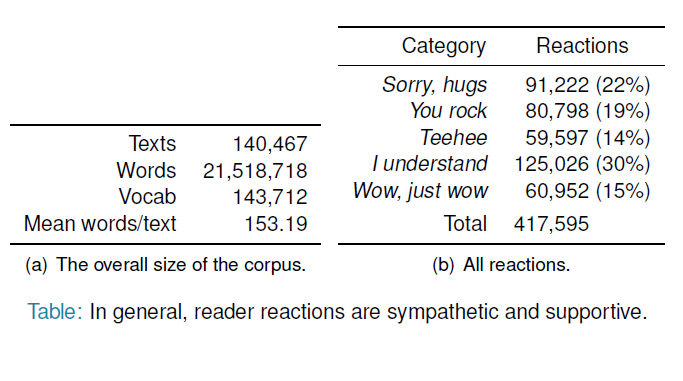 Texts 140,467
Words 21,518,718
Vocab 143,712
Mean words/text 153.19
(a) The overall size of the corpus.
Category Reactions
Sorry, hugs 91,222 (22%)
You rock 80,798 (19%)
Teehee 59,597 (14%)
I understand 125,026 (30%)
Wow, just wow 60,952 (15%)
Total 417,595
(b) All reactions.
Table: In general, reader reactions are sympathetic and supportive.